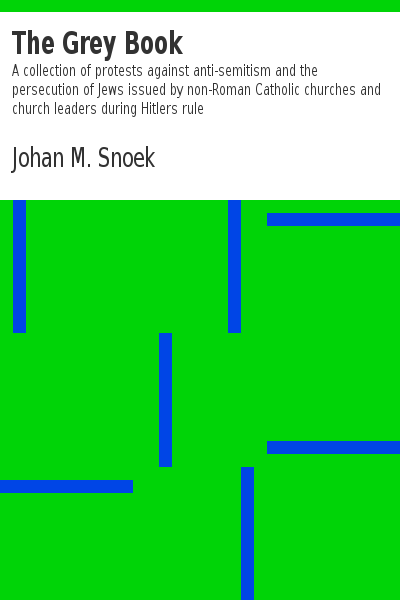 The Grey Book
A collection of protests against anti-semitism and the
persecution of Jews issued by non-Roman Catholic churches and
church leaders during Hitlers rule
Johan M. Snoek